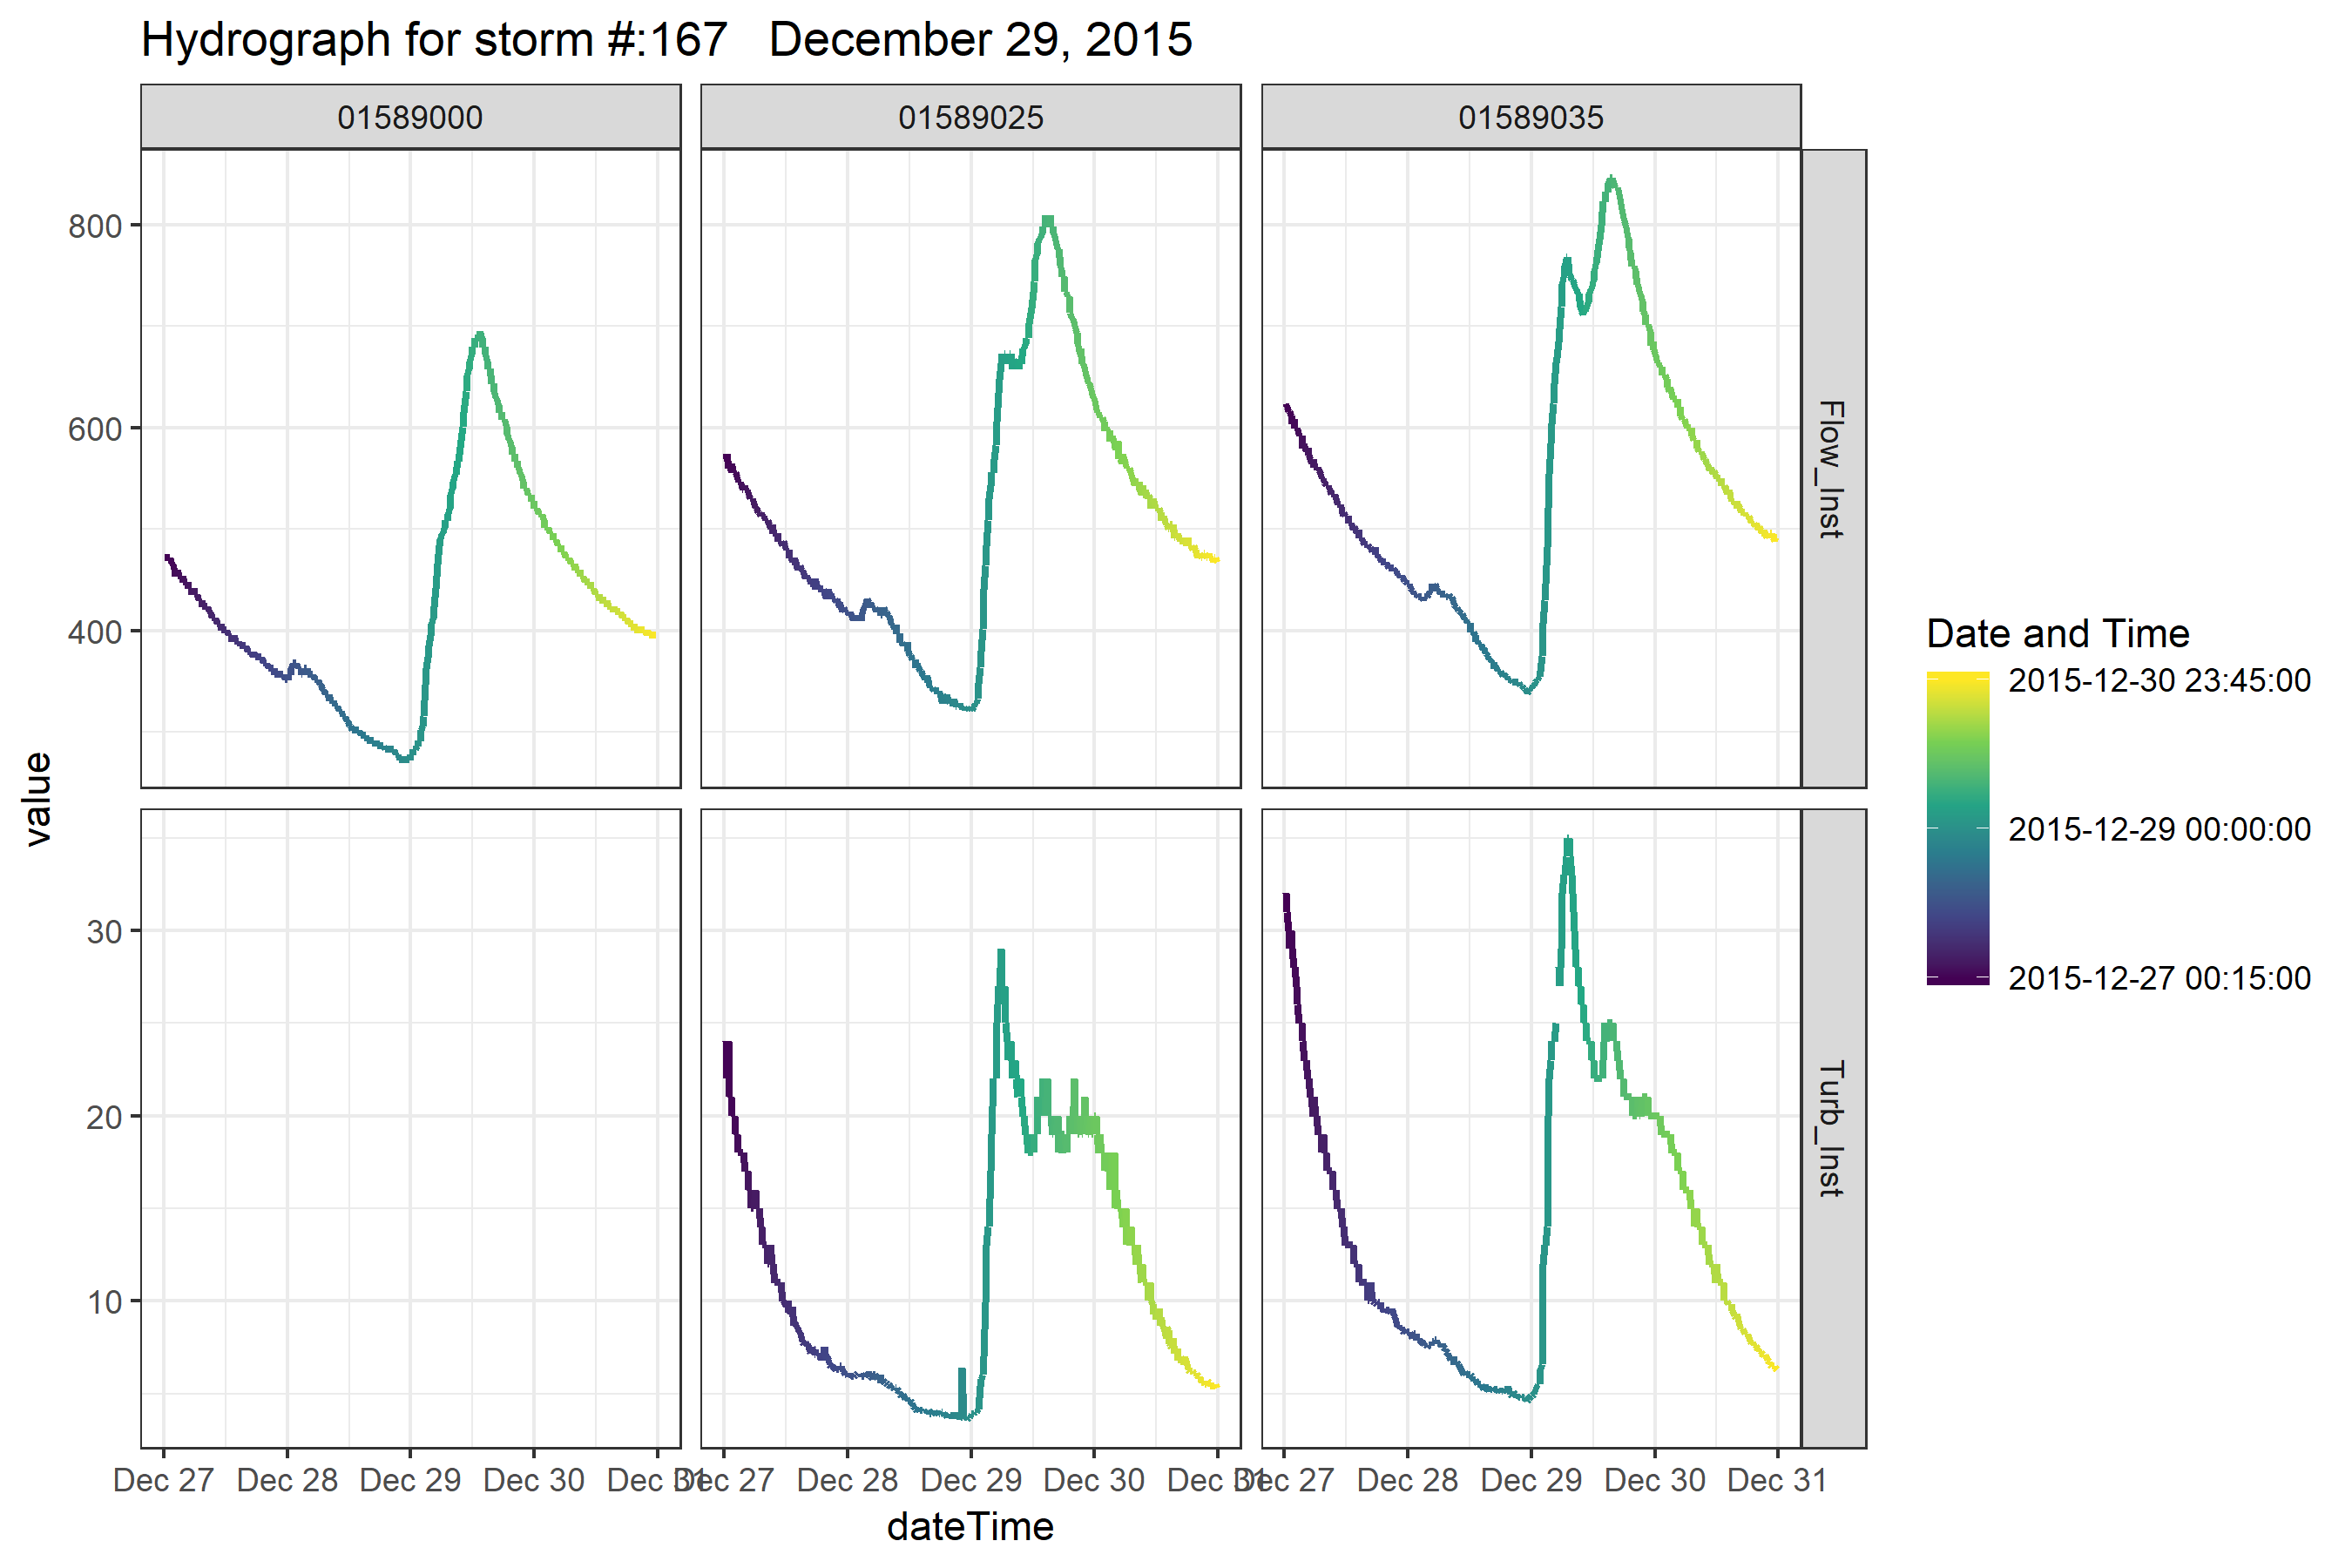 Hydrograph for storm #:167   December 29, 2015
01589000
01589025
01589035
800
600
400
Flow_Inst
30
20
10
Turb_Inst
value
Dec 27 Dec 28 Dec 29 Dec 30 Dec 31
Dec 27 Dec 28 Dec 29 Dec 30 Dec 31
Dec 27 Dec 28 Dec 29 Dec 30 Dec 31
dateTime
Date and Time
2015-12-30 23:45:00
2015-12-29 00:00:00
2015-12-27 00:15:00